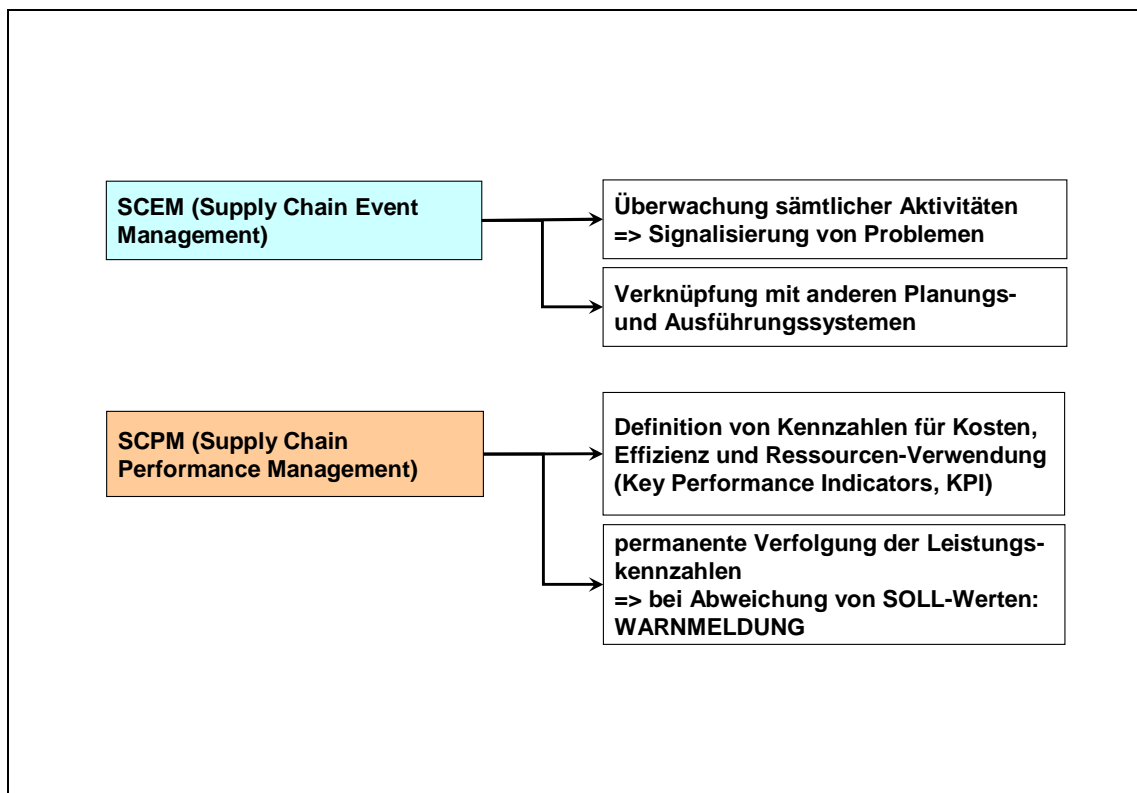 SCEM (Supply Chain Event
Management)
Überwachung sämtlicher Aktivitäten
=> Signalisierung von Problemen
Verknüpfung mit anderen Planungs-
und Ausführungssystemen
SCPM (Supply Chain
Performance Management)
Definition von Kennzahlen für Kosten,
Effizienz und Ressourcen-Verwendung
(Key Performance Indicators, KPI)
permanente Verfolgung der Leistungs-
kennzahlen
=> bei Abweichung von SOLL-Werten:
WARNMELDUNG